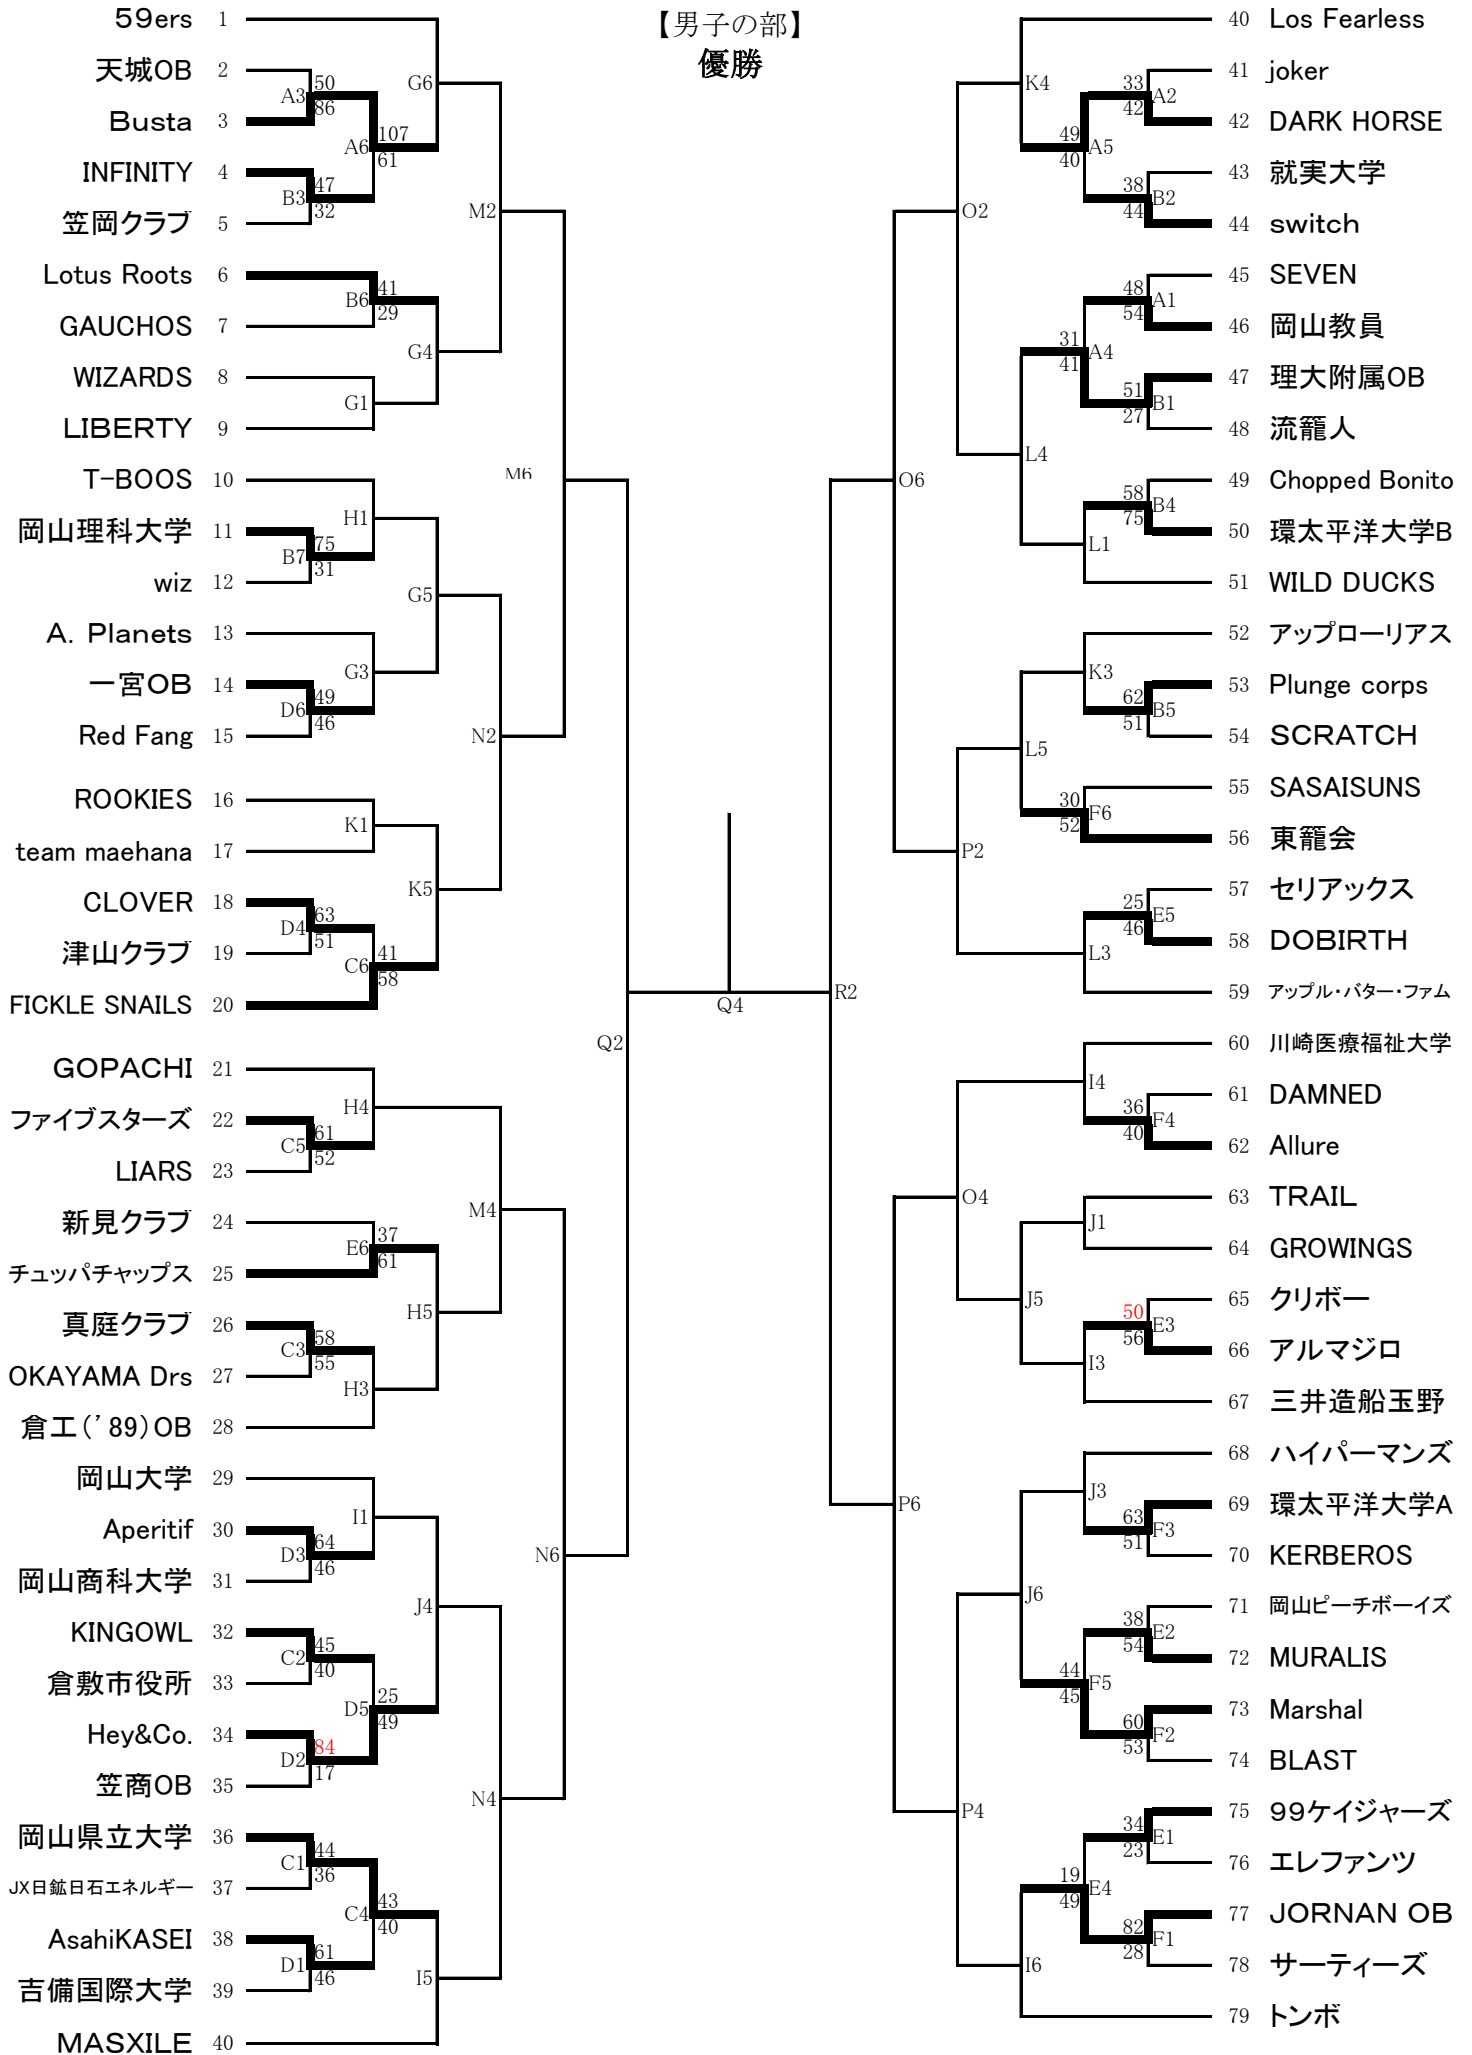 【男子の部】
優勝
59ers 1
天城OB 2
Busta 3
INFINITY 4
笠岡クラブ 5
Lotus Roots 6
GAUCHOS 7
WIZARDS 8
LIBERTY 9
T-BOOS 10
岡山理科大学 11
wiz 12
A. Planets 13
一宮OB 14
Red Fang 15
ROOKIES 16
team maehana 17
CLOVER 18
津山クラブ 19
FICKLE SNAILS 20
GOPACHI 21
ファイブスターズ 22
LIARS 23
新見クラブ 24
チュッパチャップス 25
真庭クラブ 26
OKAYAMA Drs 27
倉工(’89)OB 28
岡山大学 29
Aperitif 30
岡山商科大学 31
KINGOWL 32
倉敷市役所 33
Hey&Co. 34
笠商OB 35
岡山県立大学 36
JX日鉱日石エネルギー 37
AsahiKASEI 38
吉備国際大学 39
MASXILE 40
A3 50 86
B3 47 32
A6 107 61
B6 41 29
G1
G6
G4
M2
B7 75 31
H1
D6 49 46
G3
G5
K1
D4 63 51
C6 41 58
K5
N2
M6
C5 61 52
H4
E6 37 61
C3 58 55
H3
H5
M4
D3 64 46
I1
C2 45 40
D2 84 17
D5 25 49
J4
C1 44 36
D1 61 46
C4 43 40
I5
N4
N6
Q2
Q4
R2
40 Los Fearless
41 joker
42 DARK HORSE
43 就実大学
44 switch
45 SEVEN
46 岡山教員
47 理大附属OB
48 流籠人
49 Chopped Bonito
50 環太平洋大学B
51 WILD DUCKS
52 アップローリアス
53 Plunge corps
54 SCRATCH
55 SASAISUNS
56 東籠会
57 セリアックス
58 DOBIRTH
59 アップル・バター・ファム
60 川崎医療福祉大学
61 DAMNED
62 Allure
63 TRAIL
64 GROWINGS
65 クリボー
66 アルマジロ
67 三井造船玉野
68 ハイパーマンズ
69 環太平洋大学A
70 KERBEROS
71 岡山ピーチボーイズ
72 MURALIS
73 Marshal
74 BLAST
75 99ケイジャーズ
76 エレファンツ
77 JORNAN OB
78 サーティーズ
79 トンボ
33 42 A2
38 44 B2
49 40 A5
K4
48 54 A1
51 27 B1
31 41 A4
58 75 B4
L1
L4
O2
62 51 B5
K3
30 52 F6
L5
25 46 E5
L3
P2
O6
36 40 F4
I4
J1
50 56 E3
I3
J5
O4
63 51 F3
J3
38 54 E2
60 53 F2
44 45 F5
J6
34 23 E1
82 28 F1
19 49 E4
I6
P4
P6